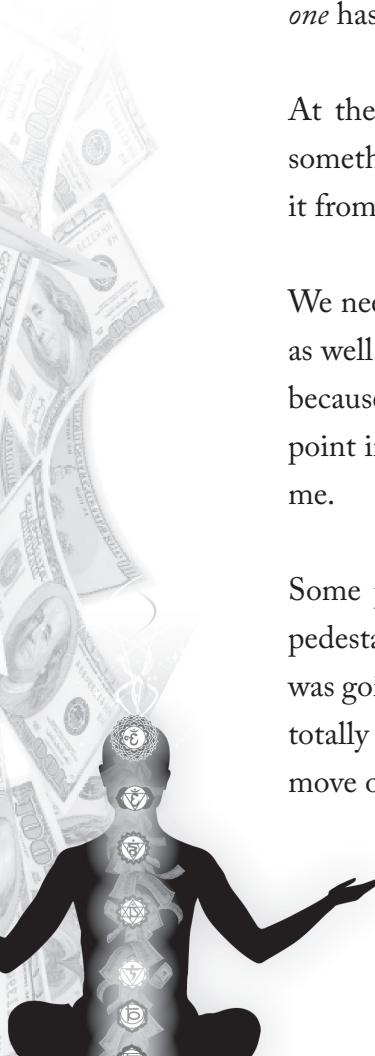 one has
At the
someth
it from
We nee
as well
because
point i
me.
Some
pedesta
was goi
totally
move o
100